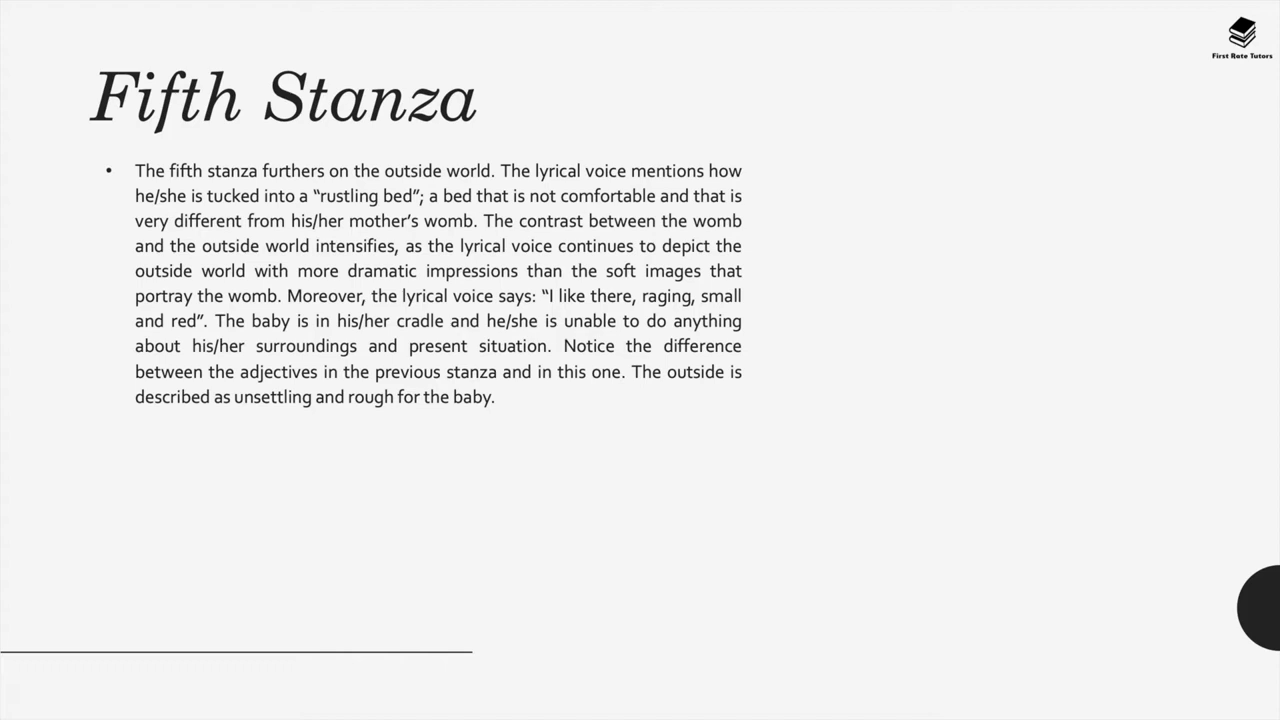 First Rate Tutors
Fifth Stanza
• The fifth stanza furthers on the outside world. The lyrical voice mentions how
he/she is tucked into a “rustling bed”; a bed that is not comfortable and that is
very different from his/her mother’s womb. The contrast between the womb
and the outside world intensifies, as the lyrical voice continues to depict the
outside world with more dramatic impressions than the soft images that
portray the womb. Moreover, the lyrical voice says: “I like there, raging, small
and red”. The baby is in his/her cradle and he/she is unable to do anything
about his/her surroundings and present situation. Notice the difference
between the adjectives in the previous stanza and in this one. The outside is
described as unsettling and rough for the baby.